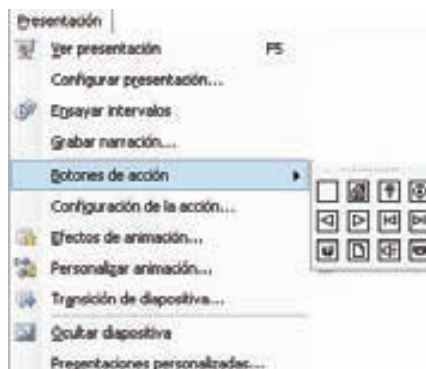 Presentación
Ver presentación F5
Configurar presentación...
Ensayar intervalos
Grabar narración...
Botones de acción
Configuración de la acción...
Efectos de animación...
Personalizar animación...
Transición de diapositiva...
Ocultar diapositiva
Presentaciones personalizadas...